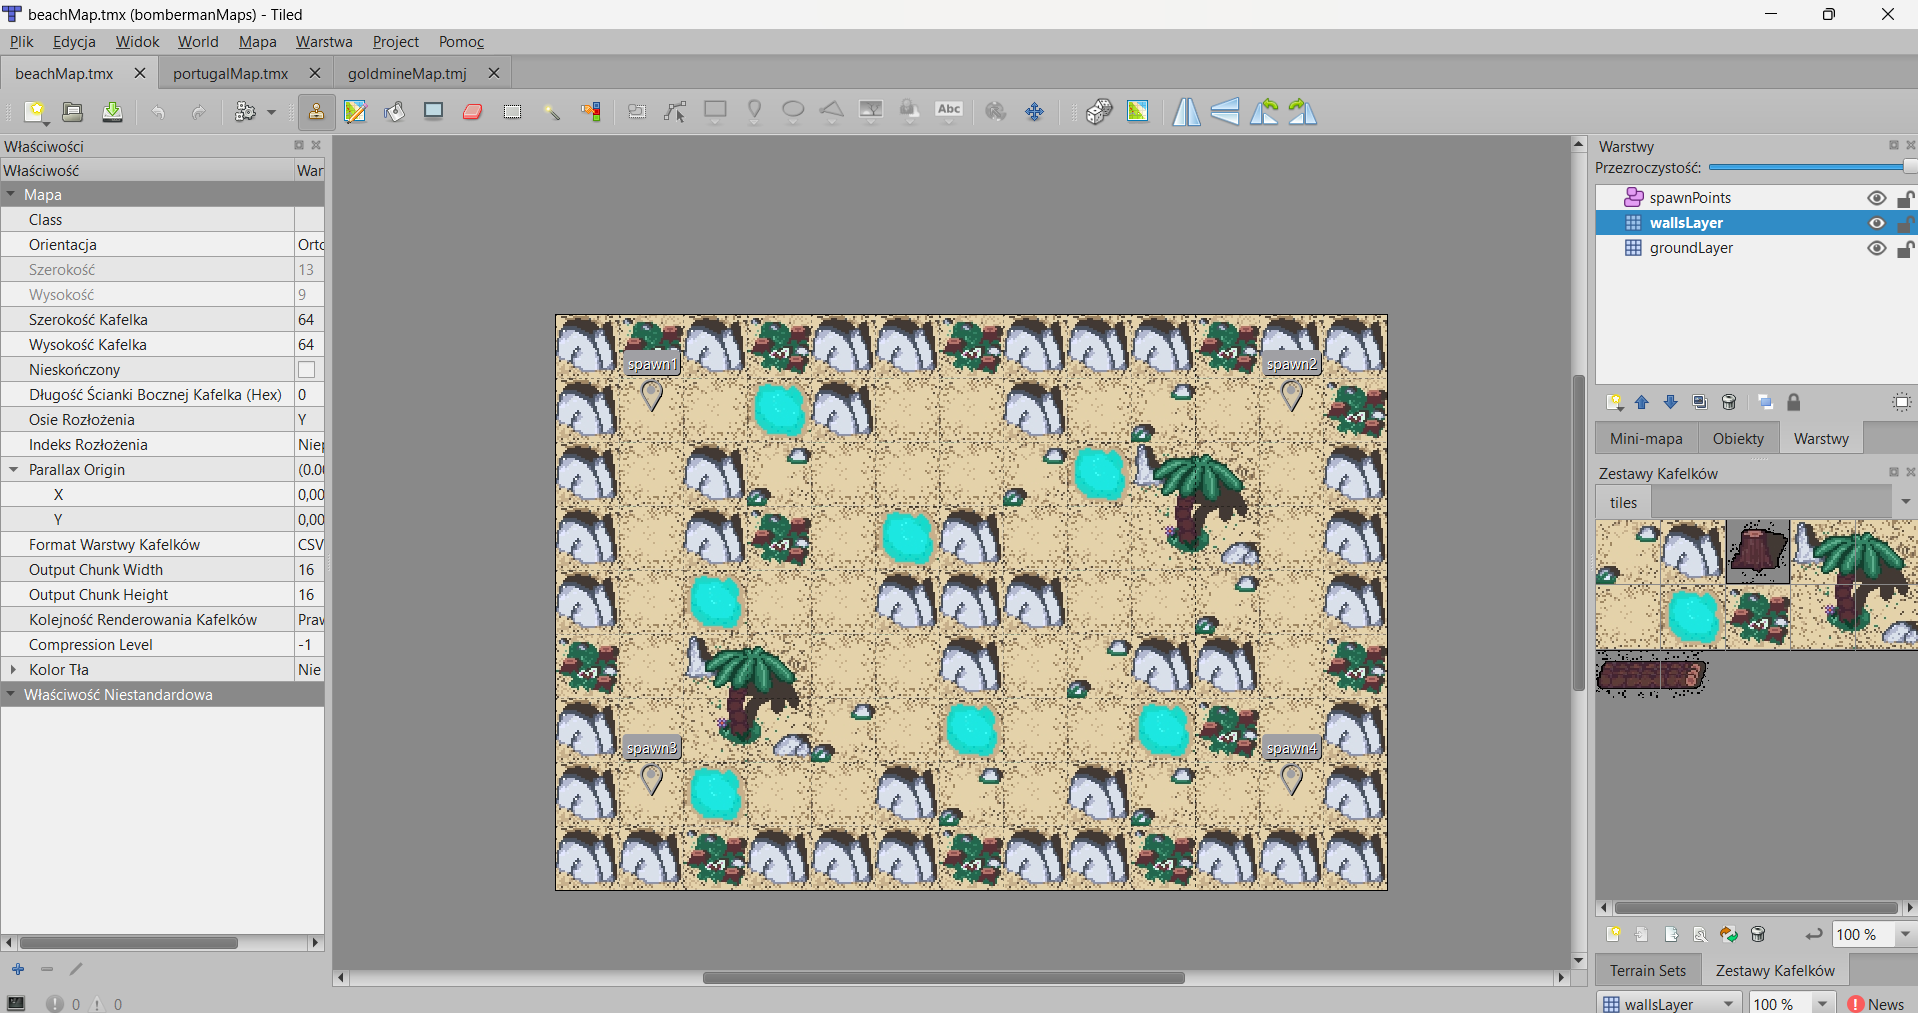 beachMap.tmx (bombermanMaps) - Tiled
Plik Edycja Widok World Mapa Warstwa Project Pomoc
beachMap.tmx portugalMap.tmx goldmineMap.tmj
Abc
Właściwości
Właściwość War
Mapa
Class
Orientacja Orto
Szerokość 13
Wysokość 9
Szerokość Kafelka 64
Wysokość Kafelka 64
Nieskończony
Długość Ścianki Bocznej Kafelka (Hex) 0
Osie Rozłożenia Y
Indeks Rozłożenia Niep
Parallax Origin (0.00
X 0,00
Y 0,00
Format Warstwy Kafelków CSV
Output Chunk Width 16
Output Chunk Height 16
Kolejność Renderowania Kafelków Praw
Compression Level -1
Kolor Tła Nie
Właściwość Niestandardowa
0 0
spawn1
spawn2
spawn3
spawn4
Warstwy
Przezroczystość:
spawnPoints
wallsLayer
groundLayer
Mini-mapa Obiekty Warstwy
Zestawy Kafelków
tiles
100 %
Terrain Sets Zestawy Kafelków
wallsLayer 100 % News